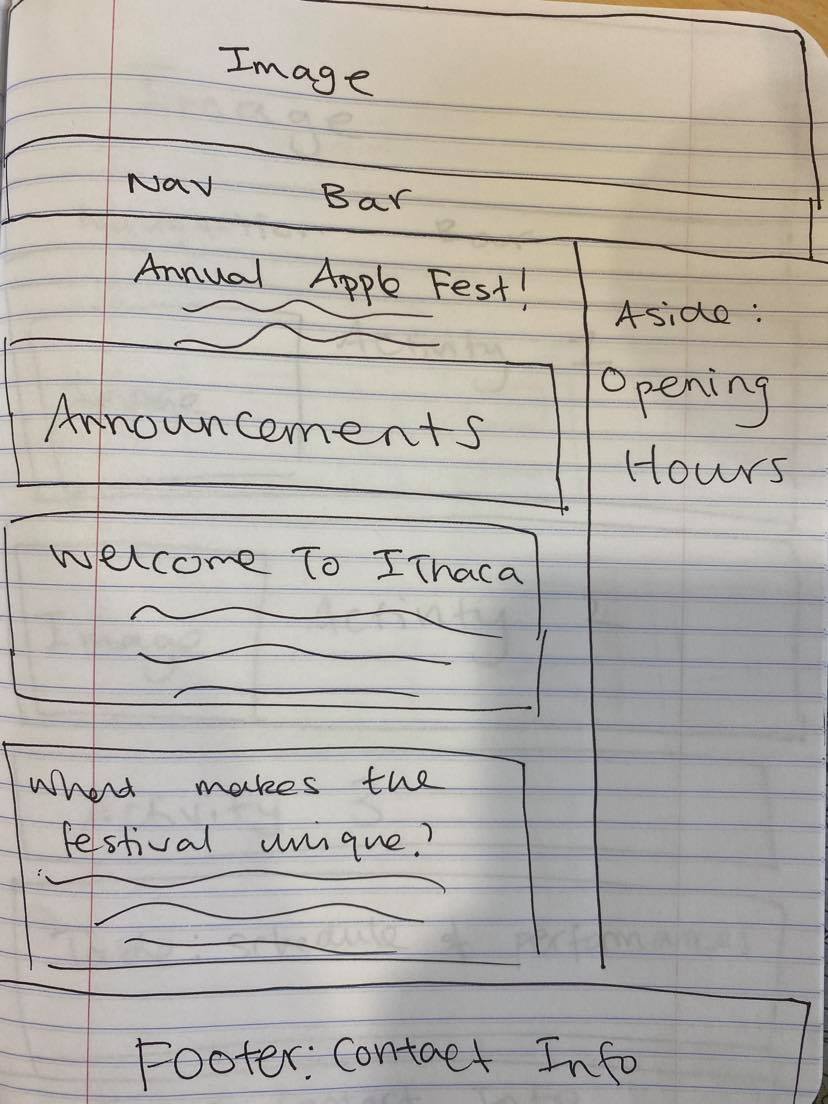 Image
Nav Bar
Annual Apple Fest!
Announcements
Welcome To Ithaca
What makes the
festival unique?
Aside:
Opening
Hours
Footer: Contact Info